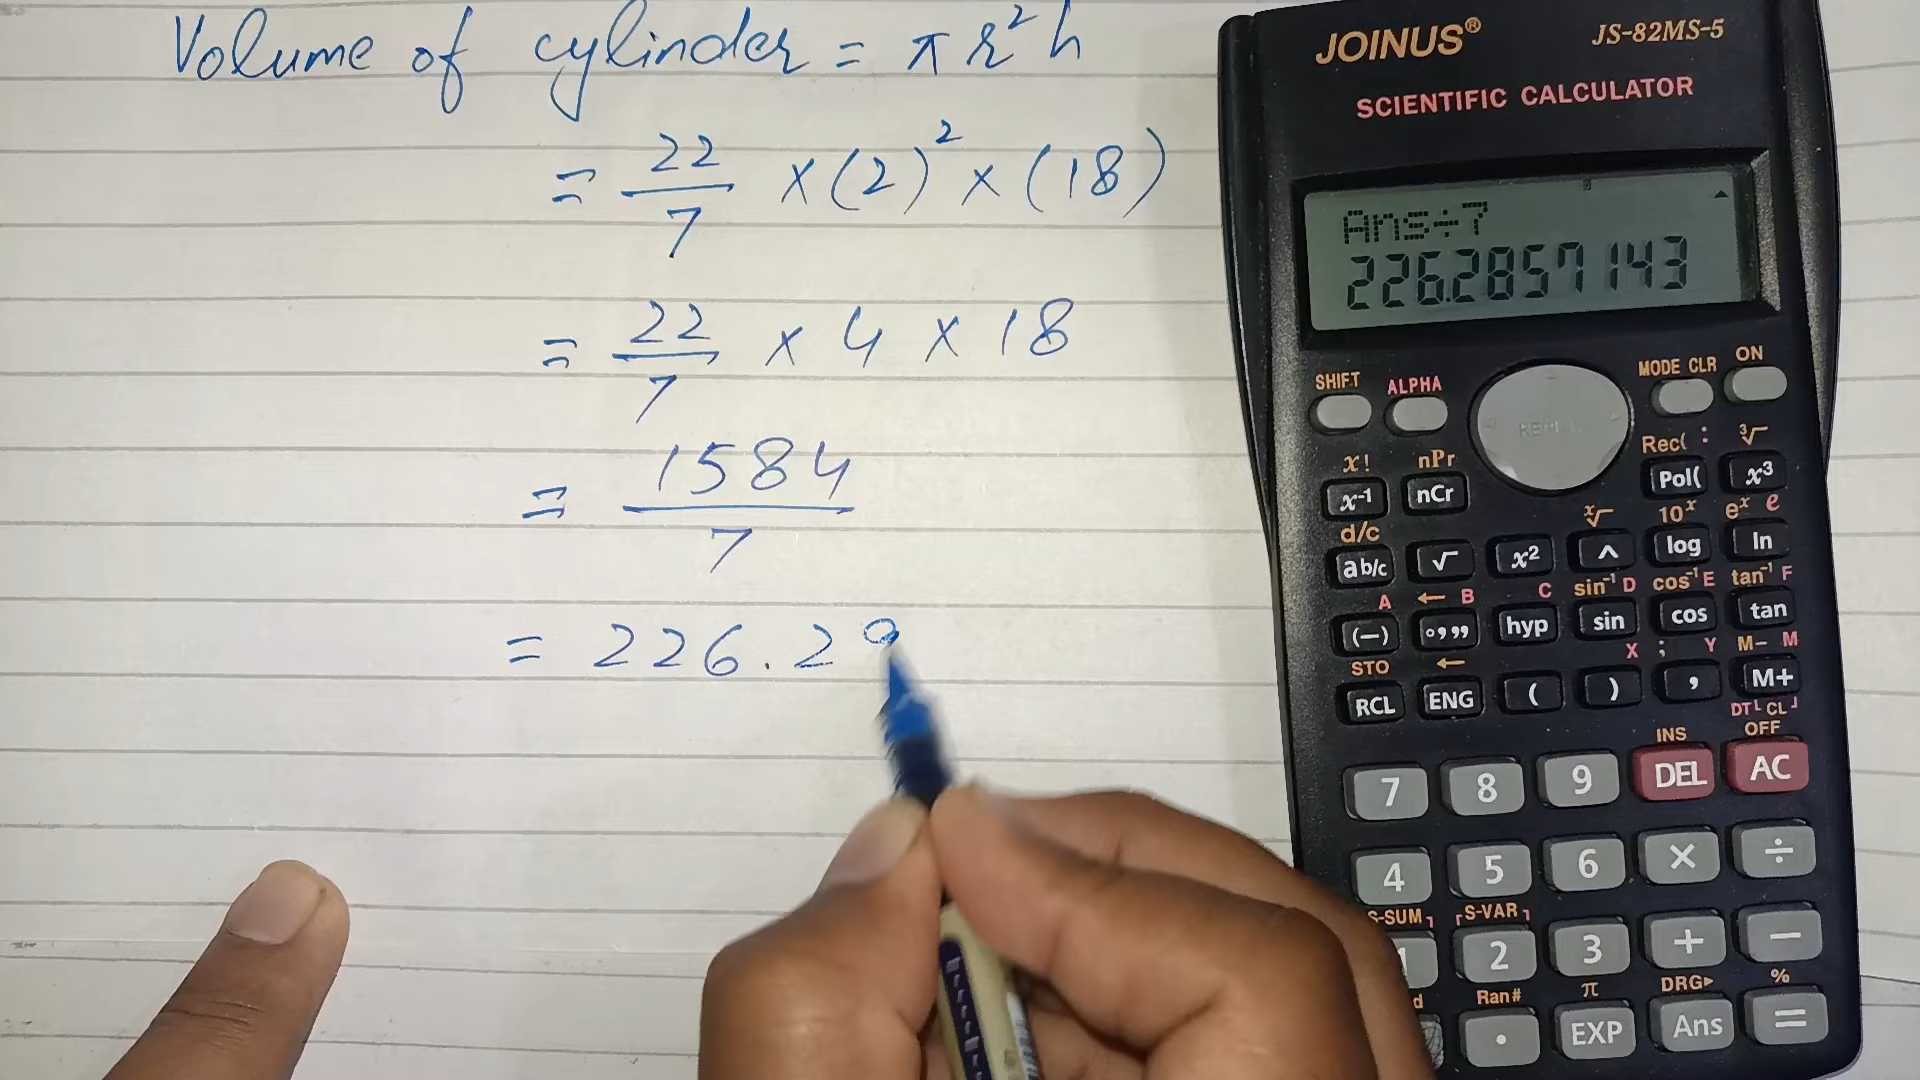 Volume of cylinder = πr²h
= 22/7 × (2)² × (18)
= 22/7 × 4 × 18
= 1584/7
= 226.29
JOINUS® JS-82MS-5
SCIENTIFIC CALCULATOR
Ans÷7
226.2857143
SHIFT ALPHA MODE CLR ON
REPLAY
x! nPr Rec( : ³√
x⁻¹ nCr Pol( x³
d/c ˣ√ 10ˣ eˣ e
ab/c √ x² ^ log ln
A ← B C sin⁻¹ D cos⁻¹ E tan⁻¹ F
(—) °,,, hyp sin cos tan
STO ← X ; Y M− M
RCL ENG ( ) , M+
DT CL
INS OFF
7 8 9 DEL AC
4 5 6 × ÷
S-SUM S-VAR
1 2 3 + −
Ran# π DRG▸ %
· EXP Ans =